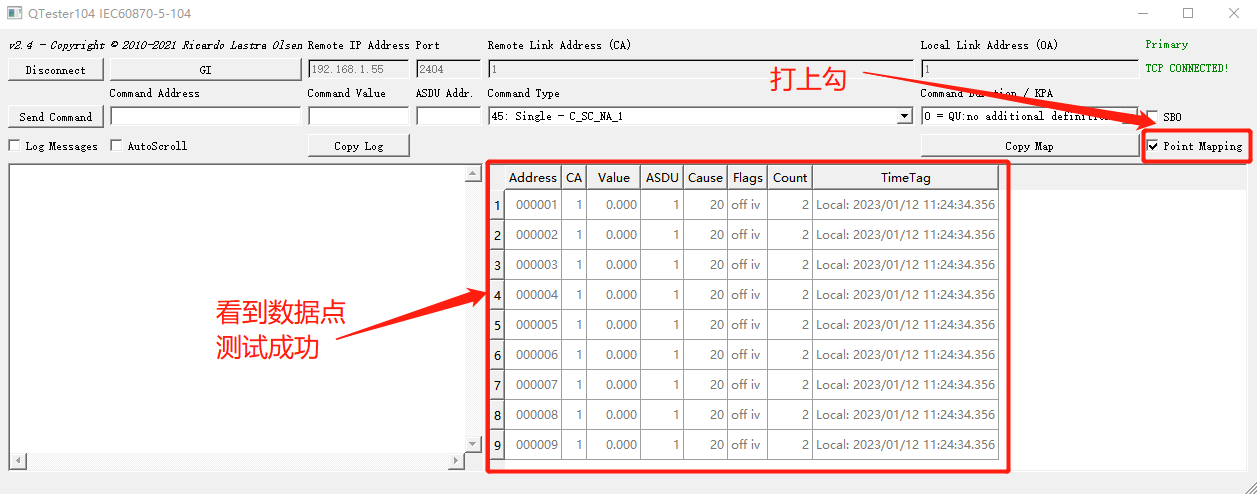 QTester104 IEC60870-5-104
v2.4 - Copyright © 2010-2021 Ricardo Lastra Olsen Remote IP Address Port Remote Link Address (CA) Local Link Address (OA) Primary
Disconnect GI 192.168.1.55 2404 1 1 TCP CONNECTED!
打上勾
Command Address Command Value ASDU Addr. Command Type Command Duration / KPA
Send Command 45: Single - C_SC_NA_1 0 = QU:no additional definition SBO
Log Messages AutoScroll Copy Log Copy Map Point Mapping
Address CA Value ASDU Cause Flags Count TimeTag
1 000001 1 0.000 1 20 off iv 2 Local: 2023/01/12 11:24:34.356
2 000002 1 0.000 1 20 off iv 2 Local: 2023/01/12 11:24:34.356
3 000003 1 0.000 1 20 off iv 2 Local: 2023/01/12 11:24:34.356
4 000004 1 0.000 1 20 off iv 2 Local: 2023/01/12 11:24:34.356
5 000005 1 0.000 1 20 off iv 2 Local: 2023/01/12 11:24:34.356
6 000006 1 0.000 1 20 off iv 2 Local: 2023/01/12 11:24:34.356
7 000007 1 0.000 1 20 off iv 2 Local: 2023/01/12 11:24:34.356
8 000008 1 0.000 1 20 off iv 2 Local: 2023/01/12 11:24:34.356
9 000009 1 0.000 1 20 off iv 2 Local: 2023/01/12 11:24:34.356
看到数据点
测试成功